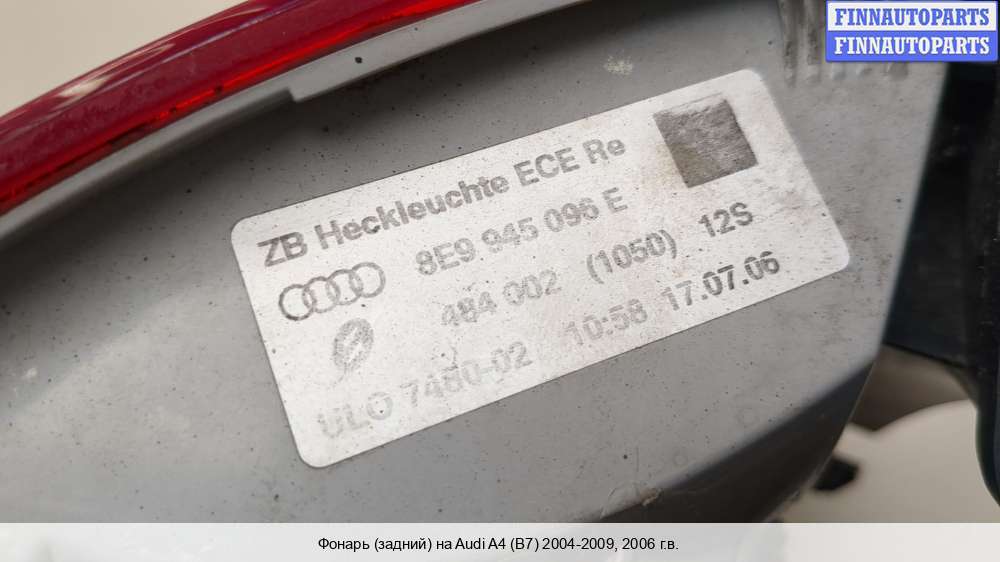 FINNAUTOPARTS
FINNAUTOPARTS
ZB Heckleuchte ECE Re
8E9 945 096 E
484 002 (1050) 12S
ULO 7480-02 10:58 17.07.06
Фонарь (задний) на Audi A4 (B7) 2004-2009, 2006 г.в.